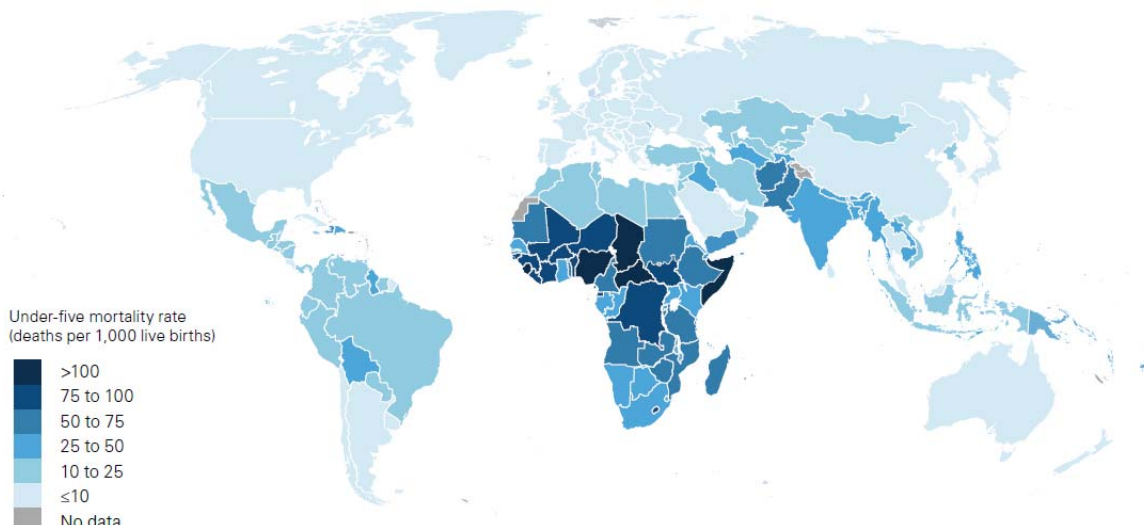 Under-five mortality rate
(deaths per 1,000 live births)
>100
75 to 100
50 to 75
25 to 50
10 to 25
≤10
No data